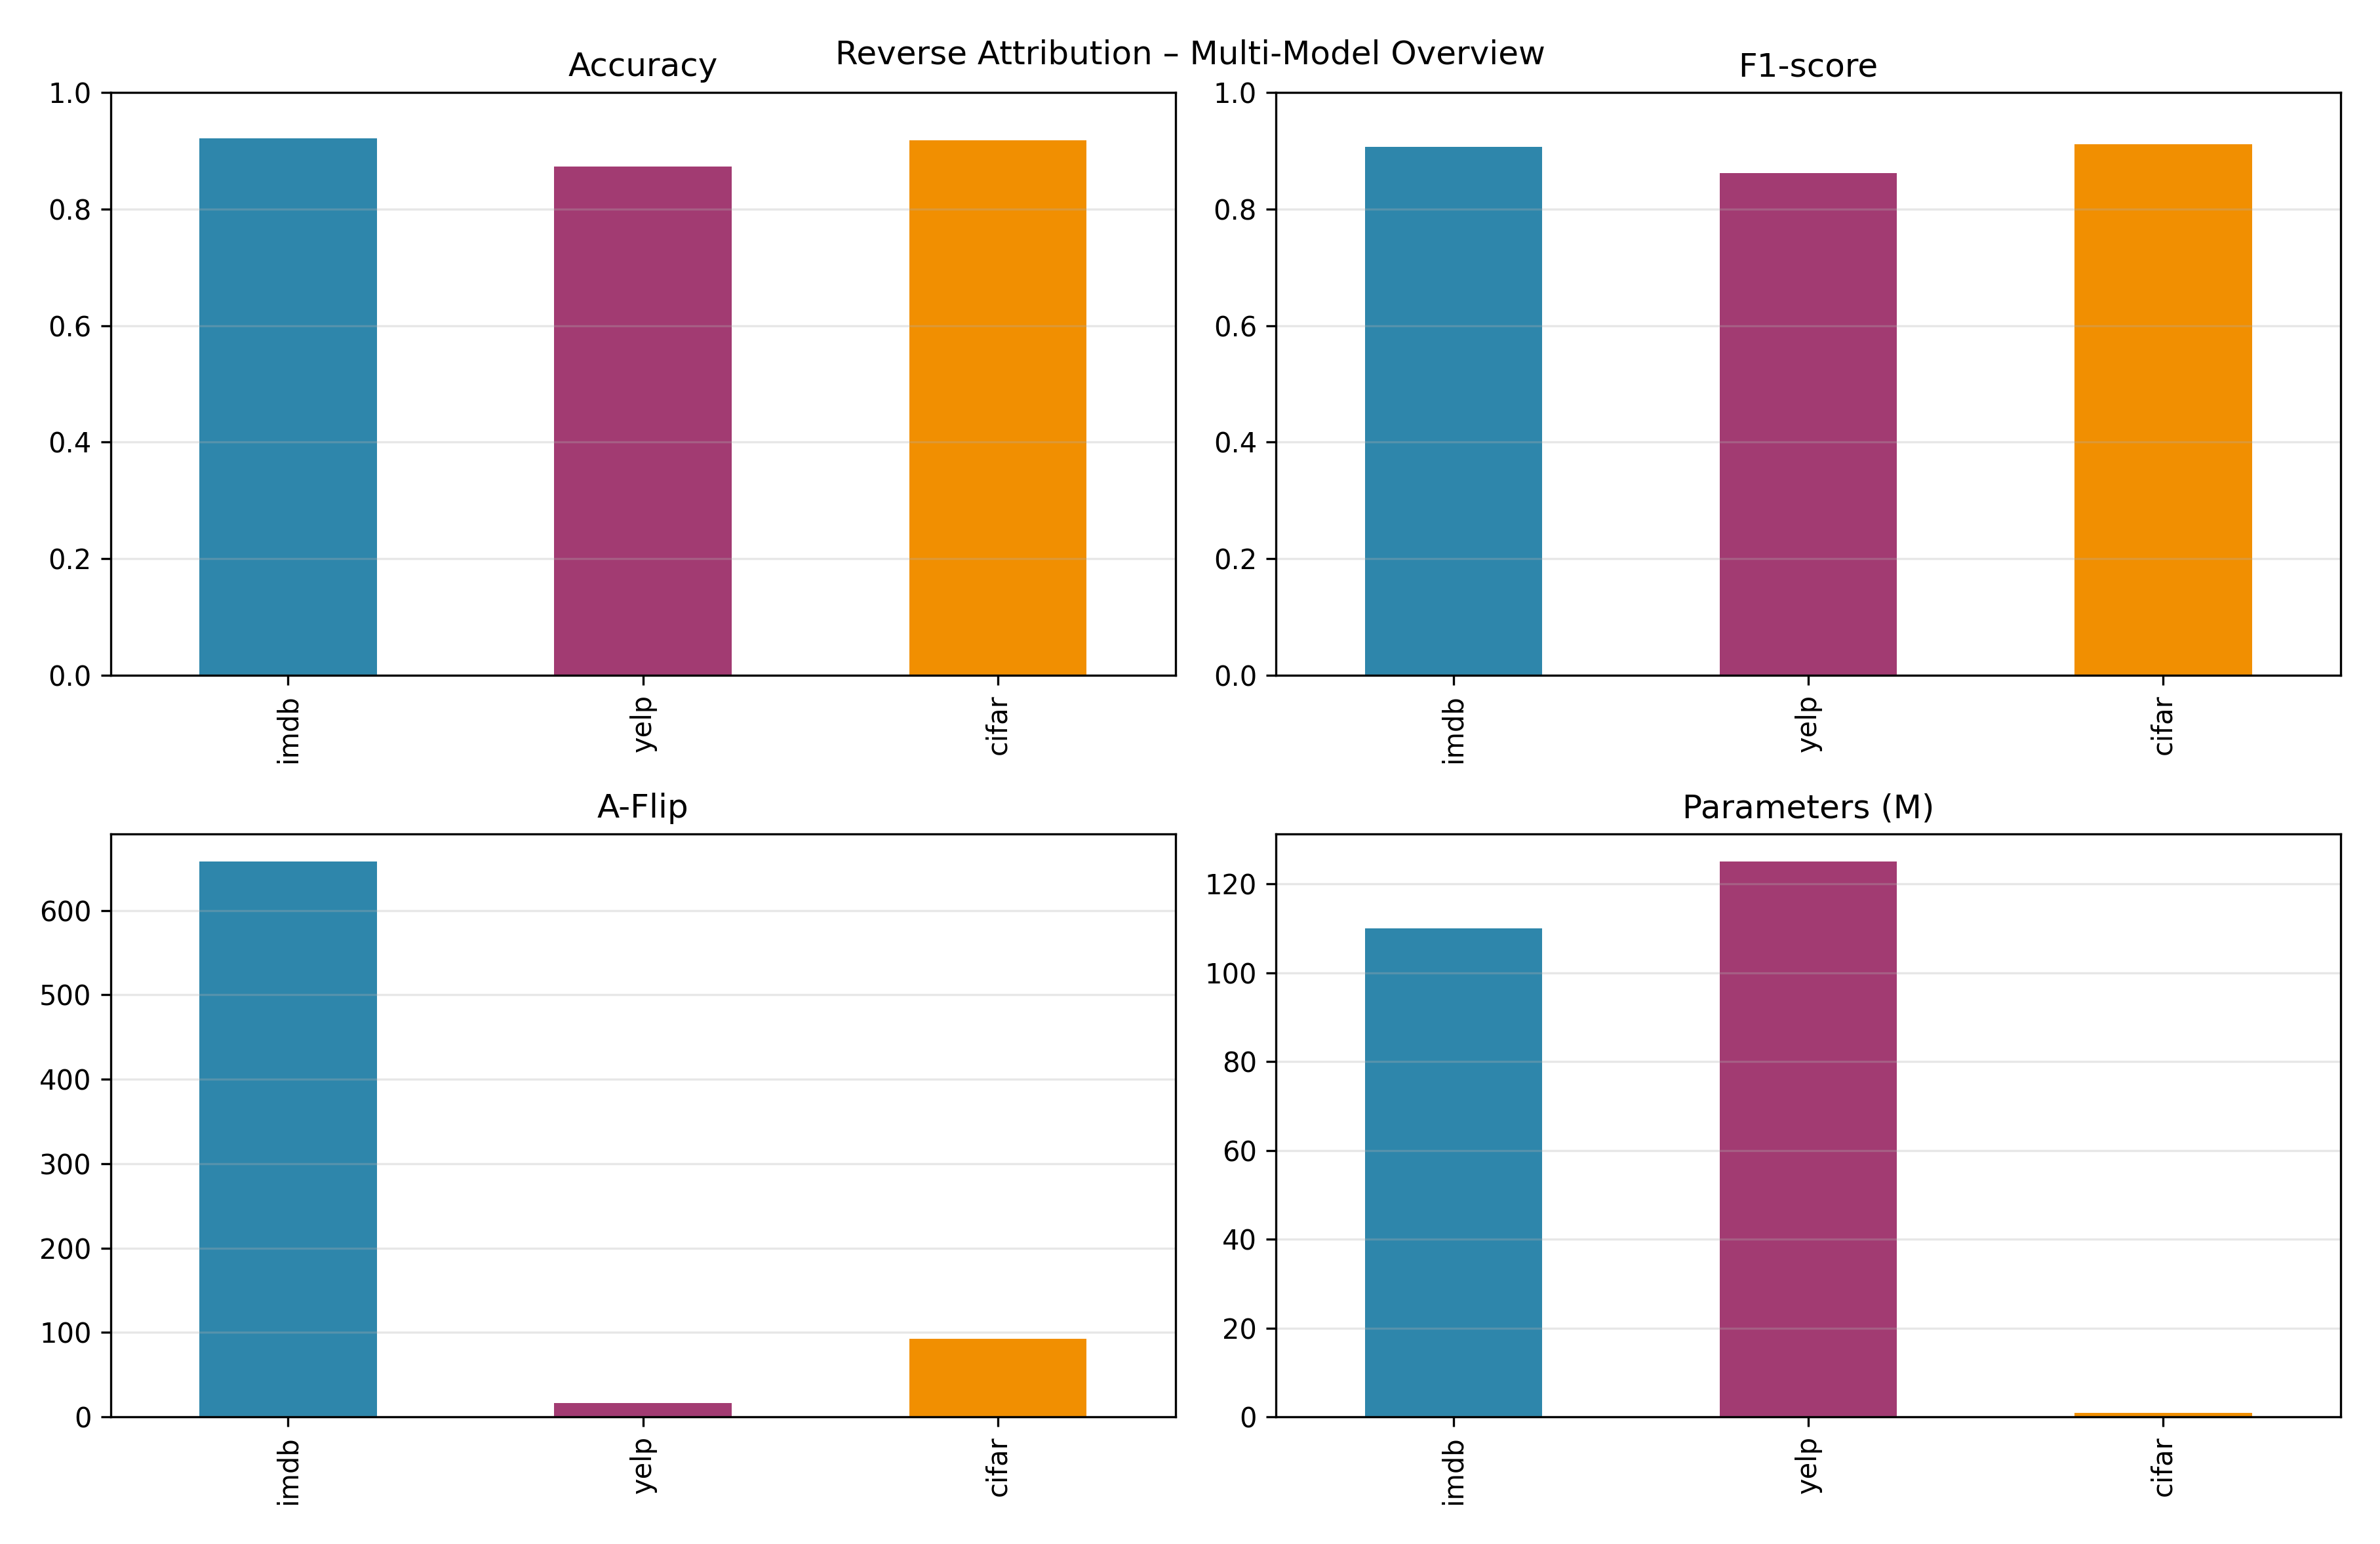 Reverse Attribution – Multi-Model Overview
Accuracy
1.0
0.8
0.6
0.4
0.2
0.0
imdb
yelp
cifar
F1-score
1.0
0.8
0.6
0.4
0.2
0.0
imdb
yelp
cifar
A-Flip
600
500
400
300
200
100
0
imdb
yelp
cifar
Parameters (M)
120
100
80
60
40
20
0
imdb
yelp
cifar